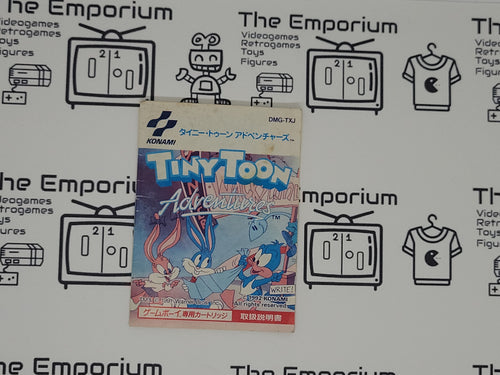 The Emporium
Videogames
Retrogames
Toys
Figures
2 1
The Emporium
Videogames
Retrogames
Toys
Figures
2 1
DMG-TXJ
KONAMI
タイニー・トゥーン アドベンチャーズ™
TINY TOON
Adventures™
WRITE!
©1992 KONAMI
All rights reserved
ゲームボーイ専用カートリッジ
取扱説明書
The Emporium
Retrogames
Toys
Figures
2 1
The Emporium
Videogames
Retrogames
Toys
Figures
2 1
The Emporium
Videogames
The Emporium
Videogames